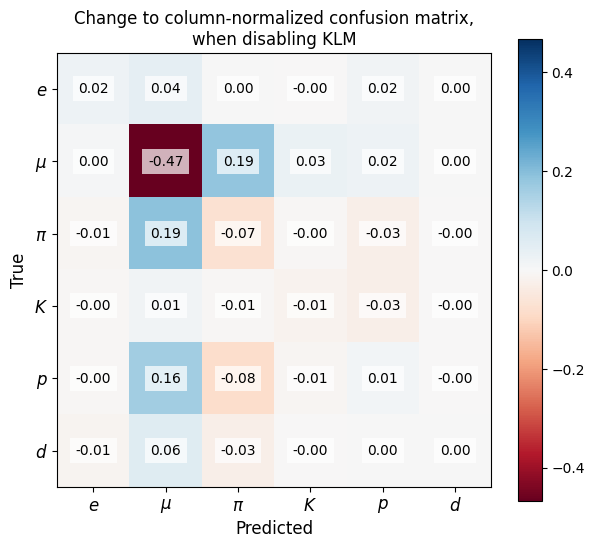 Change to column-normalized confusion matrix,
when disabling KLM
e 0.02 0.04 0.00 -0.00 0.02 0.00
μ 0.00 -0.47 0.19 0.03 0.02 0.00
π -0.01 0.19 -0.07 -0.00 -0.03 -0.00
K -0.00 0.01 -0.01 -0.01 -0.03 -0.00
p -0.00 0.16 -0.08 -0.01 0.01 -0.00
d -0.01 0.06 -0.03 -0.00 0.00 0.00
e μ π K p d
True
Predicted
0.4
0.2
0.0
−0.2
−0.4